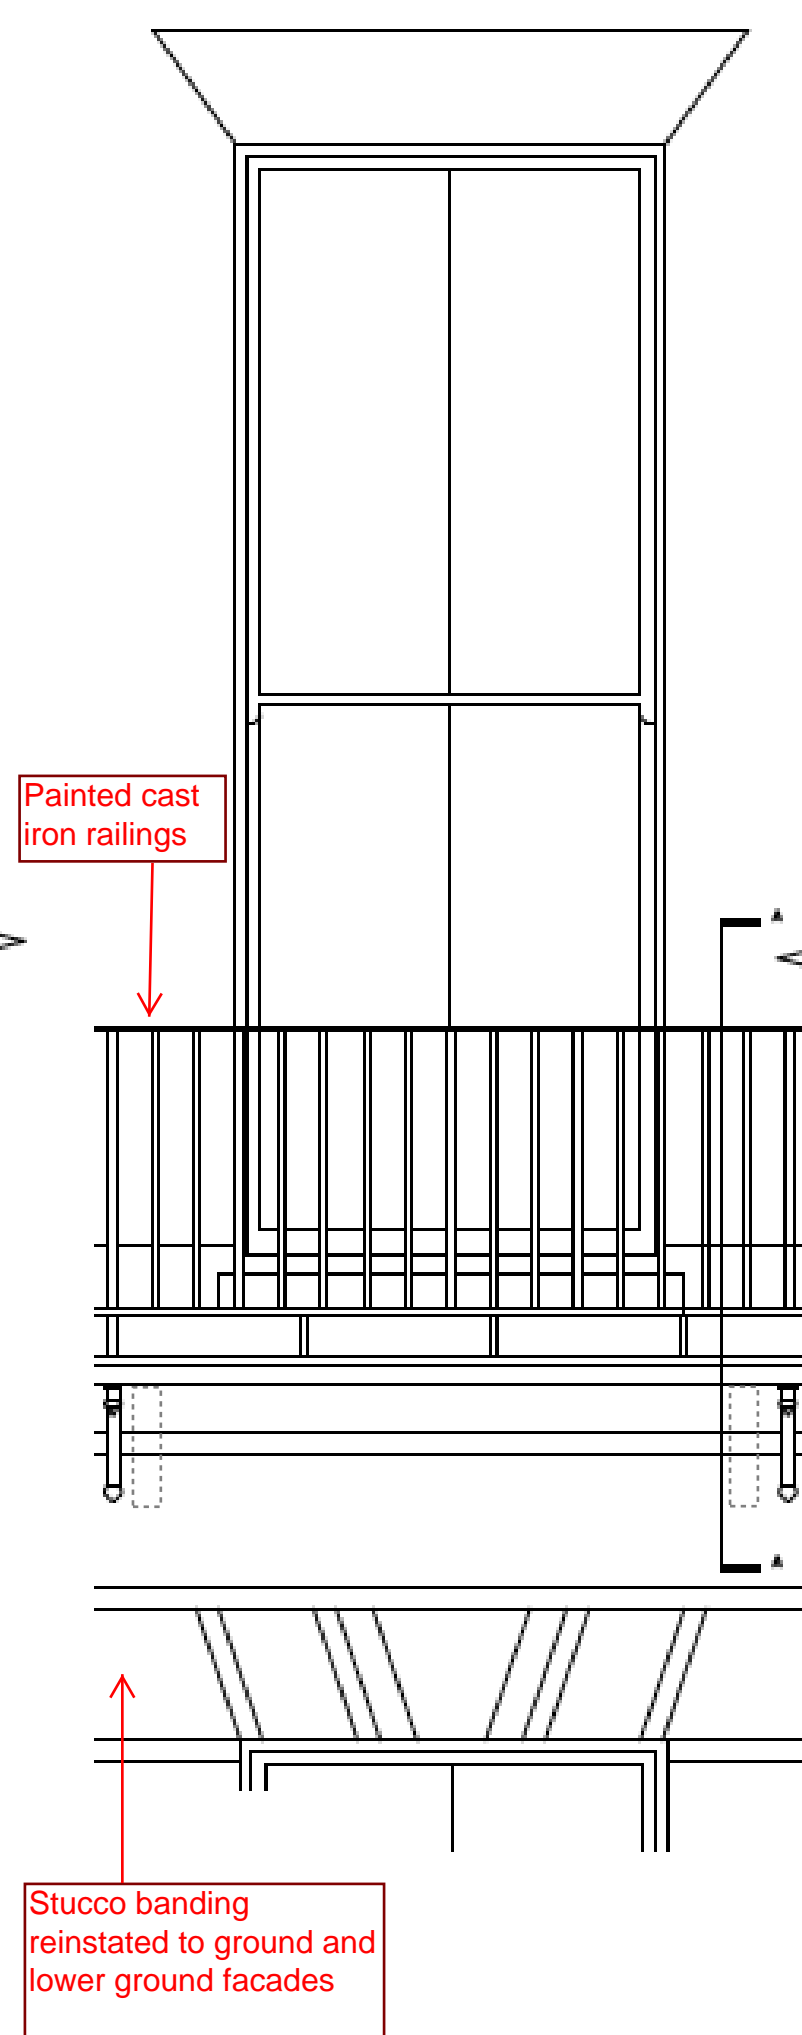 Painted cast
iron railings
Stucco banding
reinstated to ground and
lower ground facades